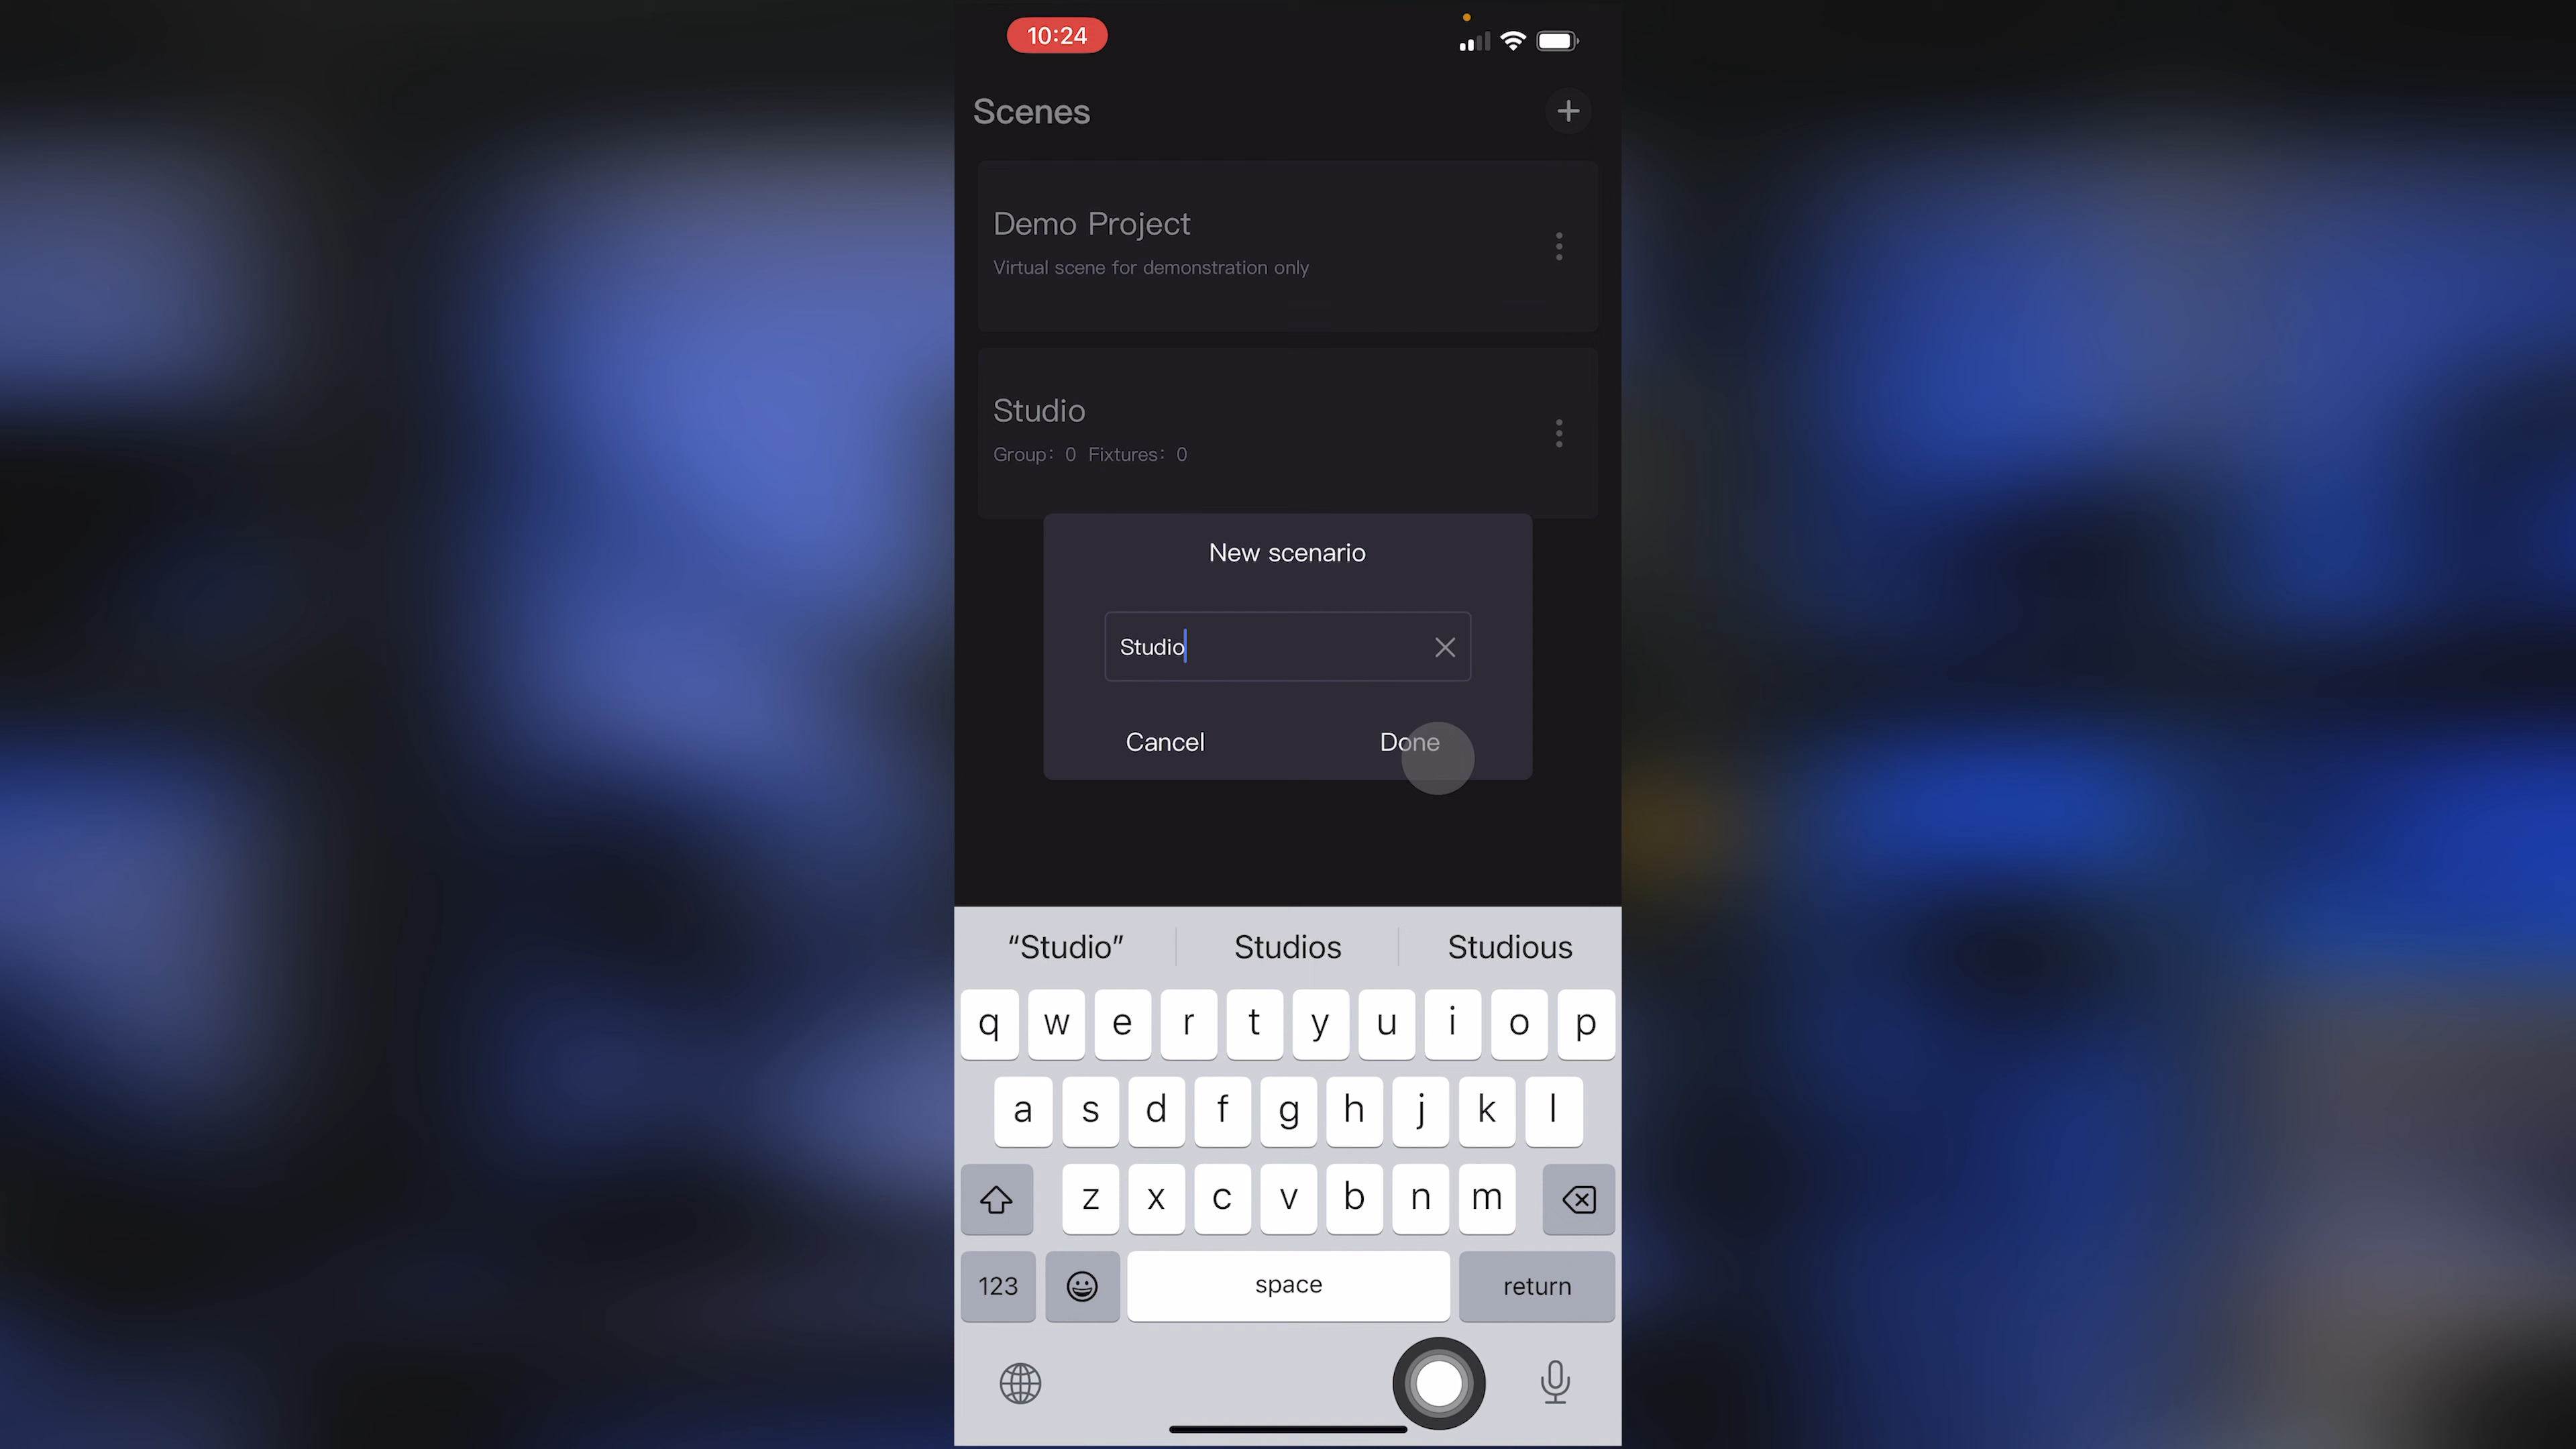 10:24
Scenes
Demo Project
Virtual scene for demonstration only
Studio
Group: 0 Fixtures: 0
New scenario
Studio
Cancel Done
“Studio” Studios Studious
q w e r t y u i o p
a s d f g h j k l
z x c v b n m
123 space return